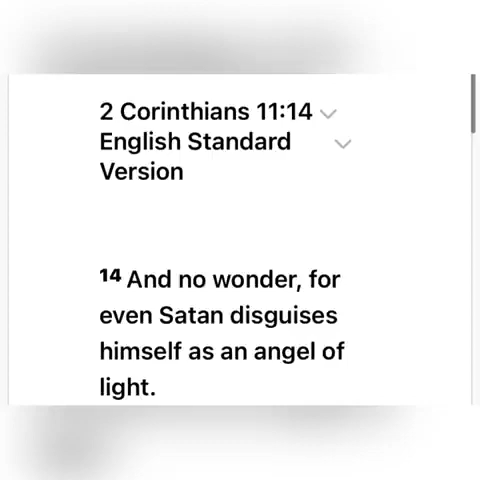 2 Corinthians 11:14
English Standard
Version
14 And no wonder, for
even Satan disguises
himself as an angel of
light.